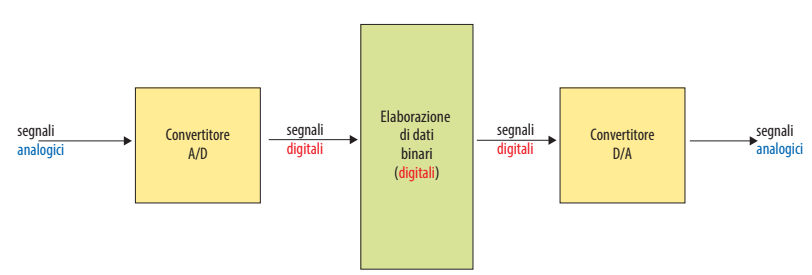 segnali
analogici
Convertitore
A/D
segnali
digitali
Elaborazione
di dati
binari
(digitali)
segnali
digitali
Convertitore
D/A
segnali
analogici